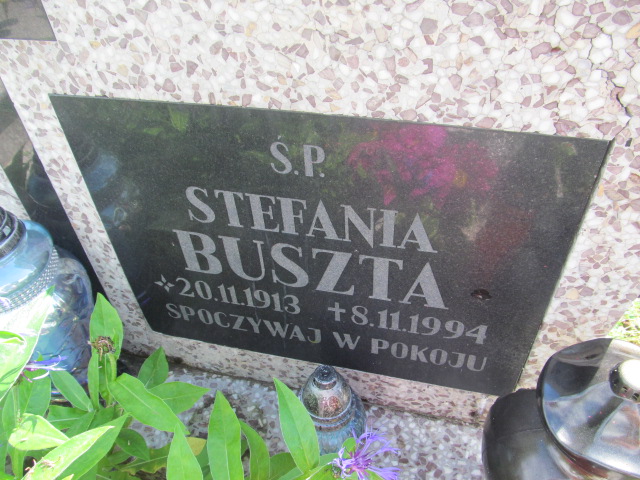 Ś.P.
STEFANIA
BUSZTA
20.11.1913 8.11.1994
SPOCZYWAJ W POKOJU